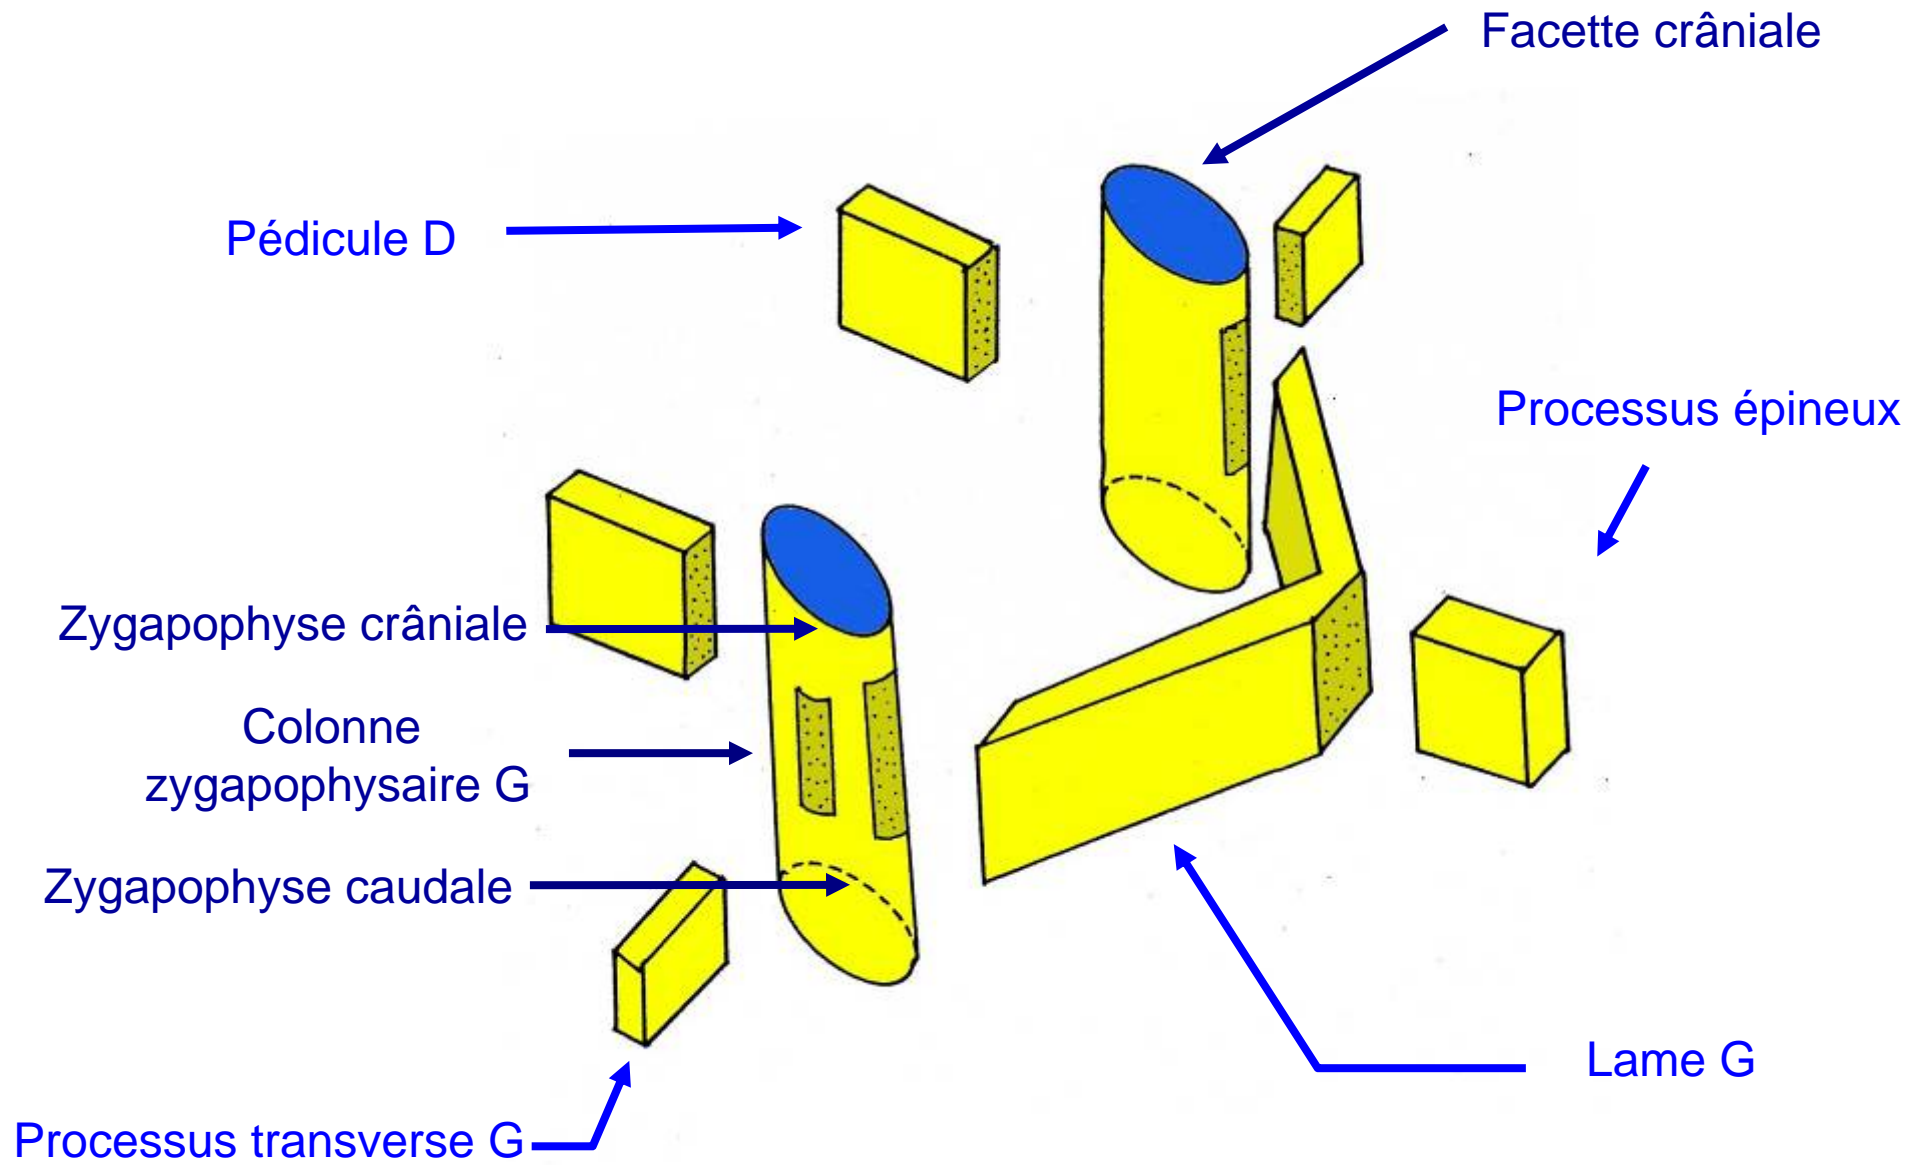 Facette crâniale
Pédicule D
Processus épineux
Zygapophyse crâniale
Colonne
zygapophysaire G
Zygapophyse caudale
Lame G
Processus transverse G